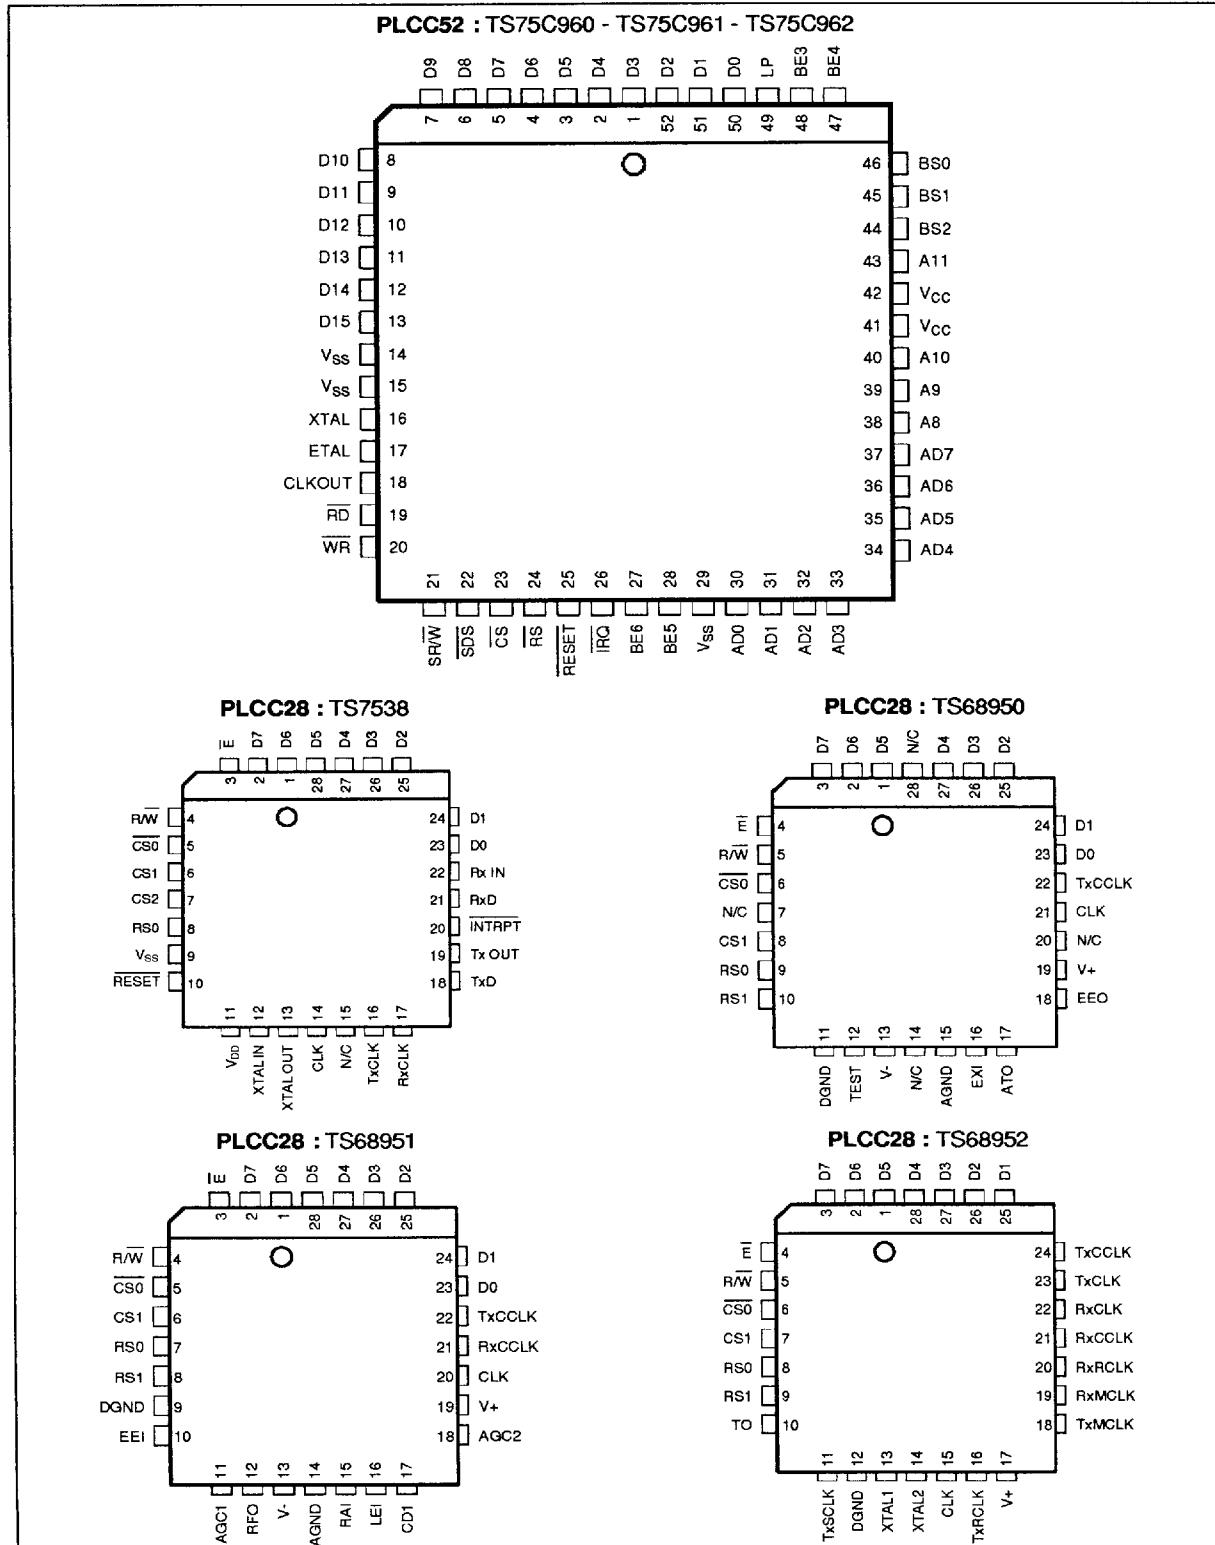 PLCC52 : TS75C960 - TS75C961 - TS75C962
D9 D8 D7 D6 D5 D4 D3 D2 D1 D0 LP BE3 BE4
7 6 5 4 3 2 1 52 51 50 49 48 47
D10 8 46 BS0
D11 9 45 BS1
D12 10 44 BS2
D13 11 43 A11
D14 12 42 VCC
D15 13 41 VCC
VSS 14 40 A10
VSS 15 39 A9
XTAL 16 38 A8
ETAL 17 37 AD7
CLKOUT 18 36 AD6
RD 19 35 AD5
WR 20 34 AD4
21 22 23 24 25 26 27 28 29 30 31 32 33
SR/W SDS CS RS RESET IRQ BE6 BE5 VSS AD0 AD1 AD2 AD3
PLCC28 : TS7538
E D7 D6 D5 D4 D3 D2
3 2 1 28 27 26 25
R/W 4 24 D1
CS0 5 23 D0
CS1 6 22 Rx IN
CS2 7 21 RxD
RS0 8 20 INTRPT
VSS 9 19 Tx OUT
RESET 10 18 TxD
11 12 13 14 15 16 17
VDD XTALIN XTALOUT CLK N/C TxCLK RxCLK
PLCC28 : TS68950
D7 D6 D5 N/C D4 D3 D2
3 2 1 28 27 26 25
E 4 24 D1
R/W 5 23 D0
CS0 6 22 TxCCLK
N/C 7 21 CLK
CS1 8 20 N/C
RS0 9 19 V+
RS1 10 18 EEO
11 12 13 14 15 16 17
DGND TEST V- N/C AGND EXI ATO
PLCC28 : TS68951
E D7 D6 D5 D4 D3 D2
3 2 1 28 27 26 25
R/W 4 24 D1
CS0 5 23 D0
CS1 6 22 TxCCLK
RS0 7 21 RxCCLK
RS1 8 20 CLK
DGND 9 19 V+
EEI 10 18 AGC2
11 12 13 14 15 16 17
AGC1 RFO V- AGND RAI LEI CD1
PLCC28 : TS68952
D7 D6 D5 D4 D3 D2 D1
3 2 1 28 27 26 25
E 4 24 TxCCLK
R/W 5 23 TxCLK
CS0 6 22 RxCLK
CS1 7 21 RxCCLK
RS0 8 20 RxRCLK
RS1 9 19 RxMCLK
TO 10 18 TxMCLK
11 12 13 14 15 16 17
TxSCLK DGND XTAL1 XTAL2 CLK TxRCLK V+